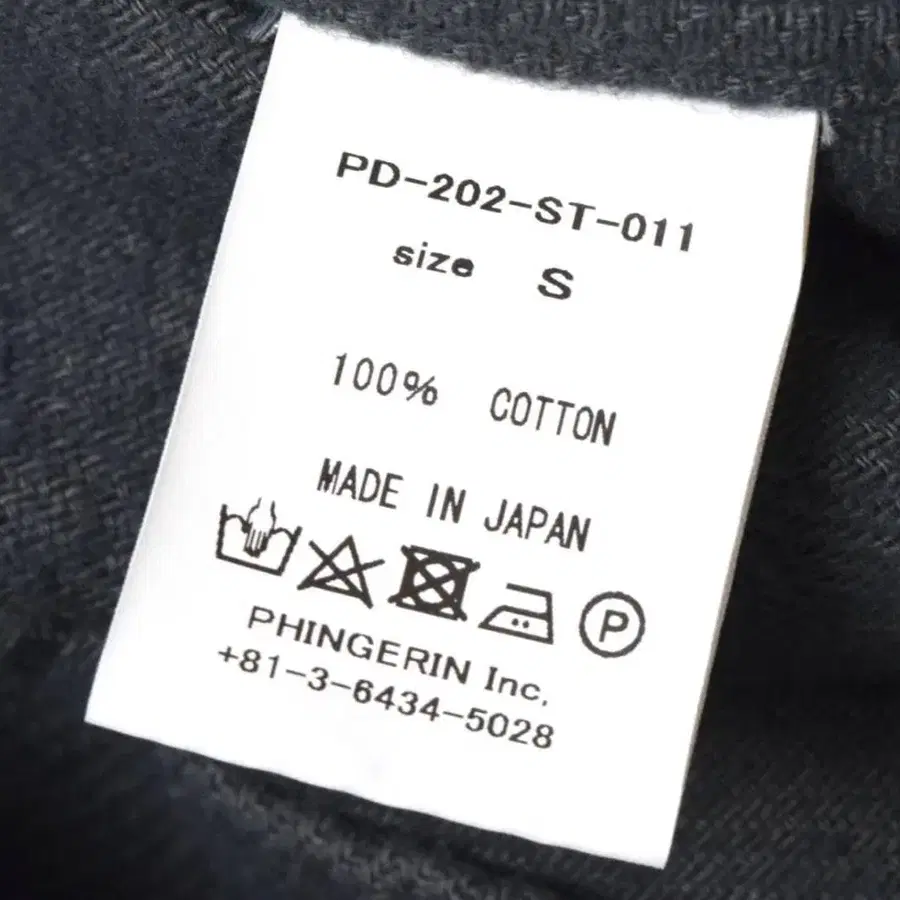 PD-202-ST-011
size S
100% COTTON
MADE IN JAPAN
P
PHINGERIN Inc.
+81-3-6434-5028